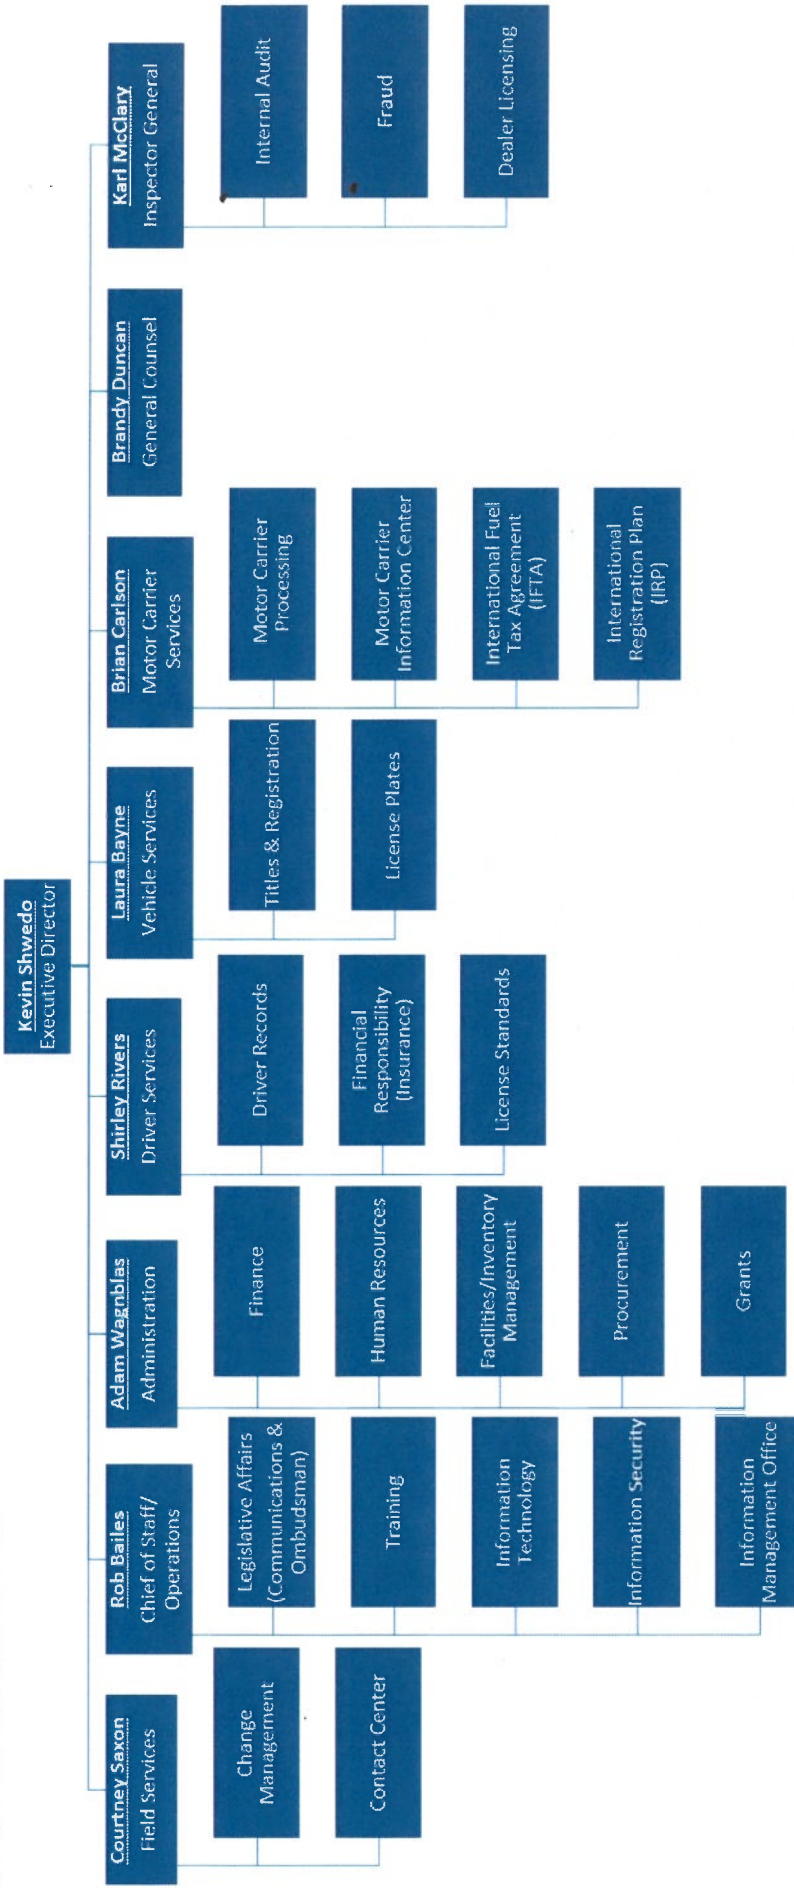 Kevin Shwedo
Executive Director
Courtney Saxon
Field Services
Change
Management
Contact Center
Rob Bailes
Chief of Staff/
Operations
Legislative Affairs
(Communications &
Ombudsman)
Training
Information
Technology
Information Security
Information
Management Office
Adam Wagnblas
Administration
Finance
Human Resources
Facilities/Inventory
Management
Procurement
Grants
Shirley Rivers
Driver Services
Driver Records
Financial
Responsibility
(Insurance)
License Standards
Laura Bayne
Vehicle Services
Titles & Registration
License Plates
Brian Carlson
Motor Carrier
Services
Motor Carrier
Processing
Motor Carrier
Information Center
International Fuel
Tax Agreement
(IFTA)
International
Registration Plan
(IRP)
Brandy Duncan
General Counsel
Karl McClary
Inspector General
Internal Audit
Fraud
Dealer Licensing